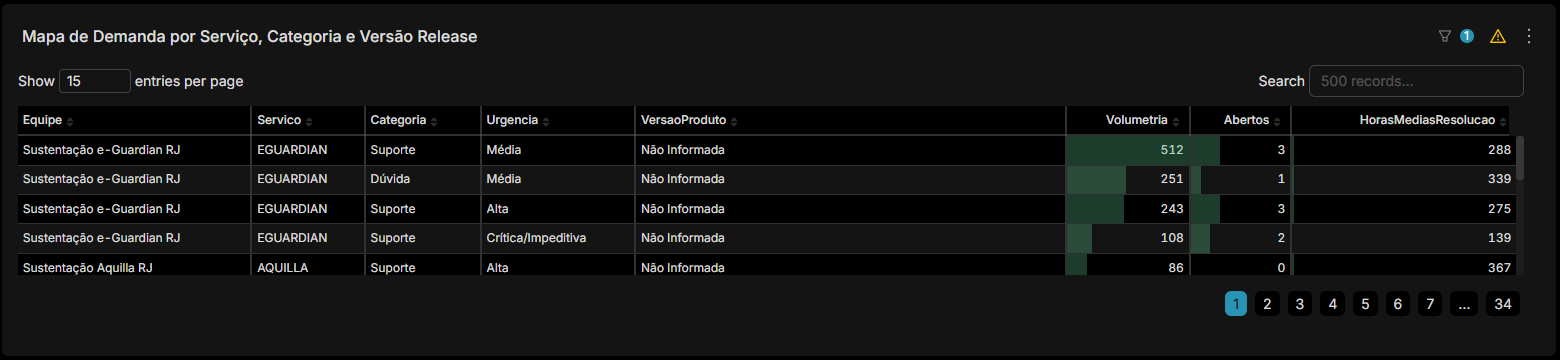 Mapa de Demanda por Serviço, Categoria e Versão Release 1
Show 15 entries per page Search 500 records...
Equipe Servico Categoria Urgencia VersaoProduto Volumetria Abertos HorasMediasResolucao
Sustentação e-Guardian RJ EGUARDIAN Suporte Média Não Informada 512 3 288
Sustentação e-Guardian RJ EGUARDIAN Dúvida Média Não Informada 251 1 339
Sustentação e-Guardian RJ EGUARDIAN Suporte Alta Não Informada 243 3 275
Sustentação e-Guardian RJ EGUARDIAN Suporte Crítica/Impeditiva Não Informada 108 2 139
Sustentação Aquilla RJ AQUILLA Suporte Alta Não Informada 86 0 367
1 2 3 4 5 6 7 ... 34